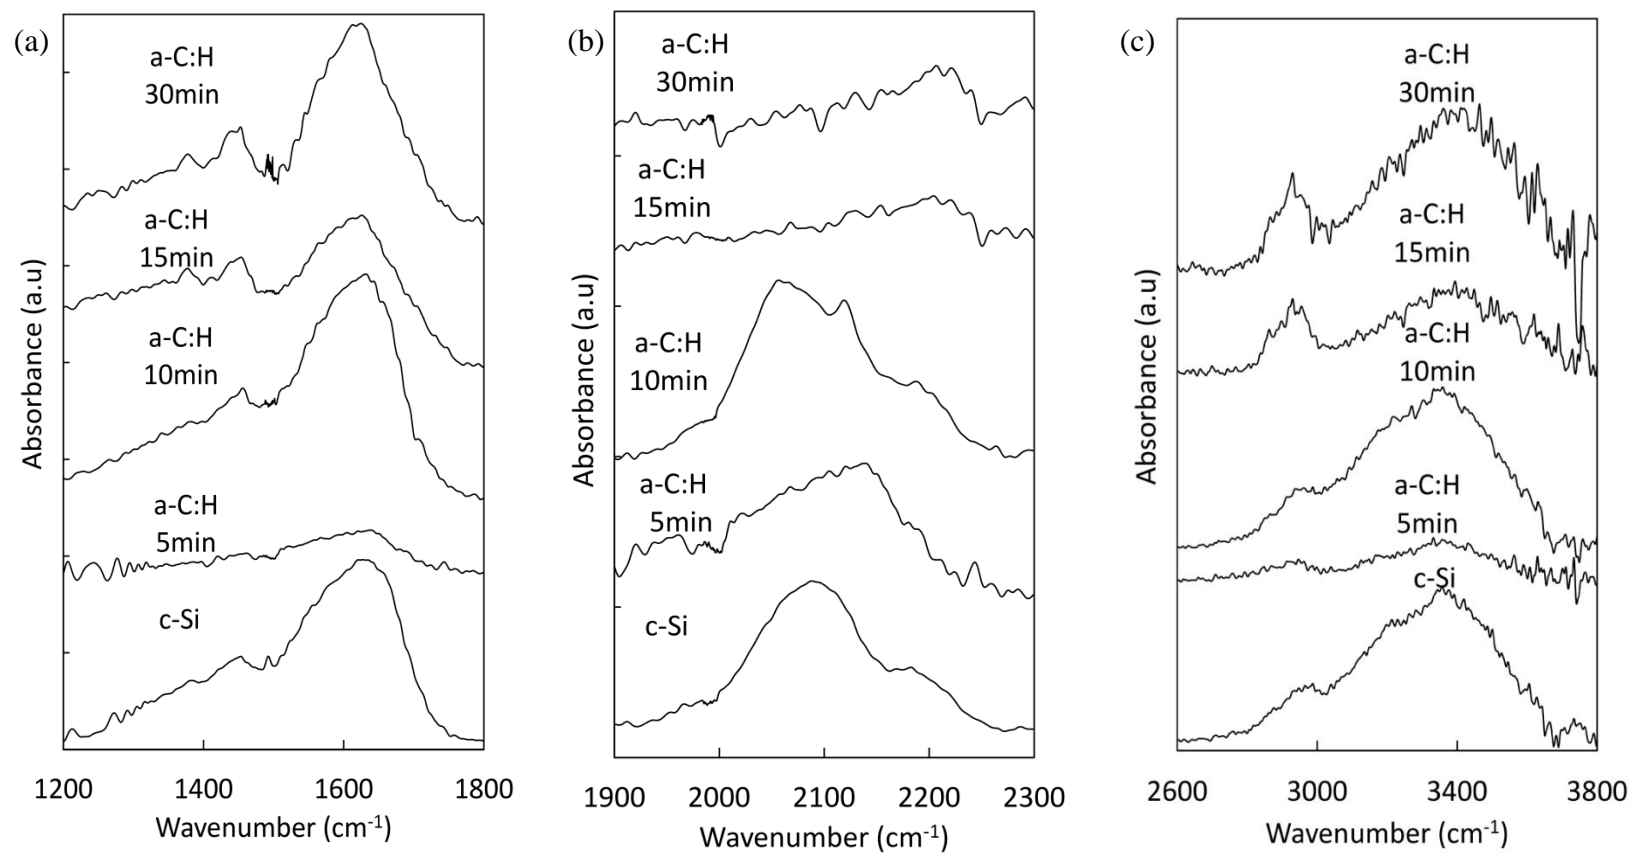 (a)
a-C:H
30min
a-C:H
15min
a-C:H
10min
a-C:H
5min
c-Si
Absorbance (a.u)
1200 1400 1600 1800
Wavenumber (cm-1)
(b)
a-C:H
30min
a-C:H
15min
a-C:H
10min
a-C:H
5min
c-Si
Absorbance (a.u)
1900 2000 2100 2200 2300
Wavenumber (cm-1)
(c)
a-C:H
30min
a-C:H
15min
a-C:H
10min
a-C:H
5min
c-Si
Absorbance (a.u)
2600 3000 3400 3800
Wavenumber (cm-1)